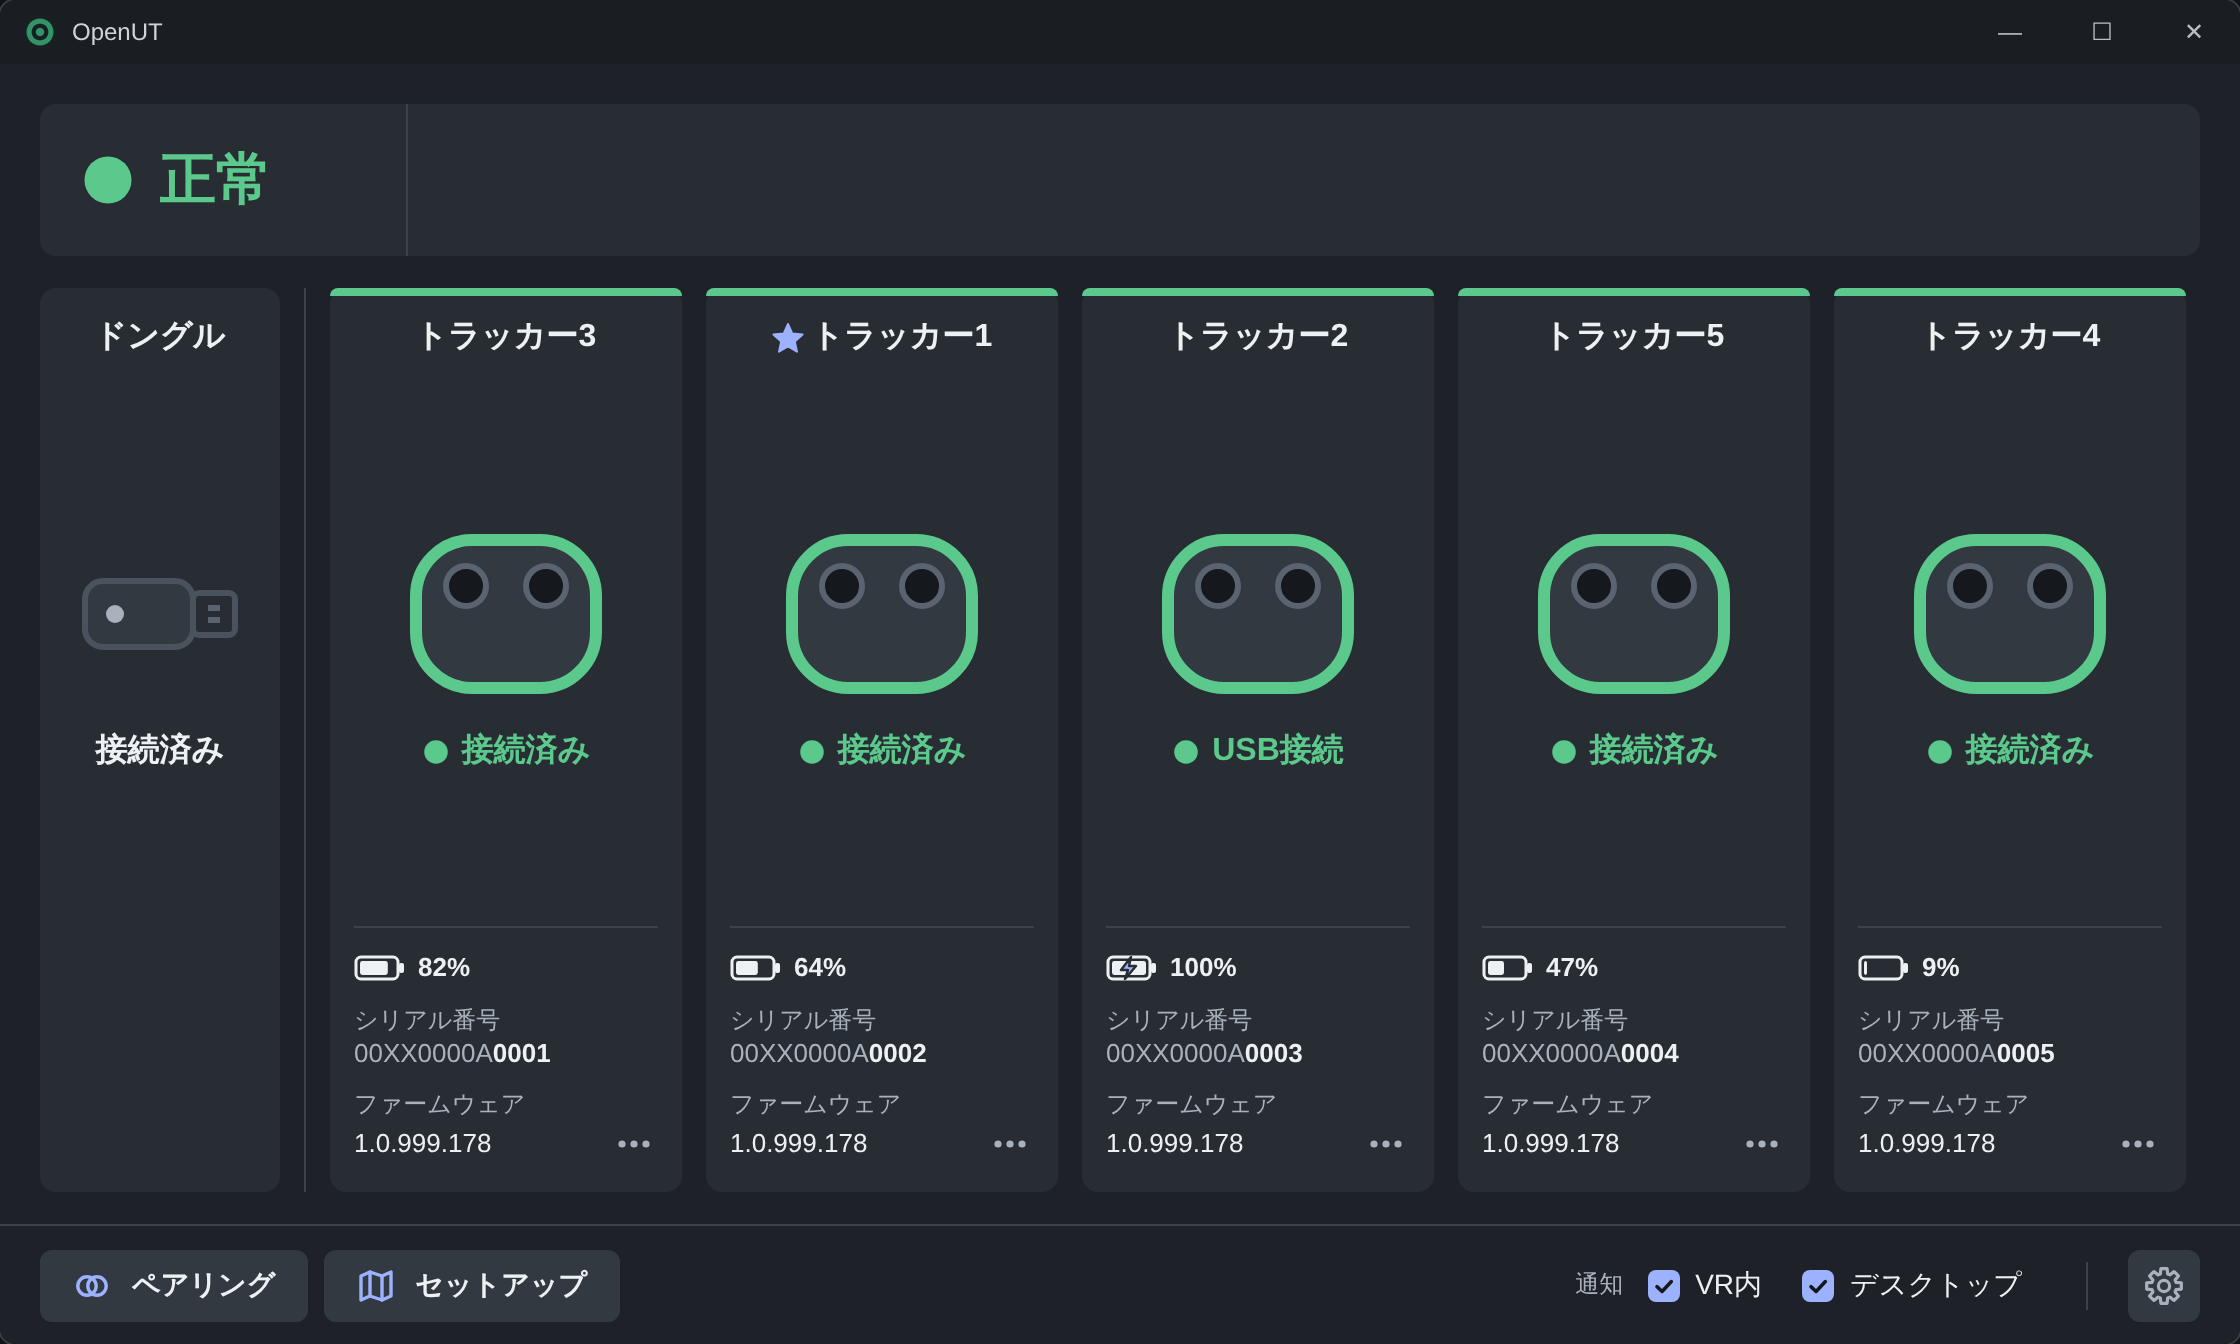 OpenUT
正常
ドングル
接続済み
トラッカー3
接続済み
82%
シリアル番号
00XX0000A0001
ファームウェア
1.0.999.178
トラッカー1
接続済み
64%
シリアル番号
00XX0000A0002
ファームウェア
1.0.999.178
トラッカー2
USB接続
100%
シリアル番号
00XX0000A0003
ファームウェア
1.0.999.178
トラッカー5
接続済み
47%
シリアル番号
00XX0000A0004
ファームウェア
1.0.999.178
トラッカー4
接続済み
9%
シリアル番号
00XX0000A0005
ファームウェア
1.0.999.178
ペアリング
セットアップ
通知
VR内
デスクトップ